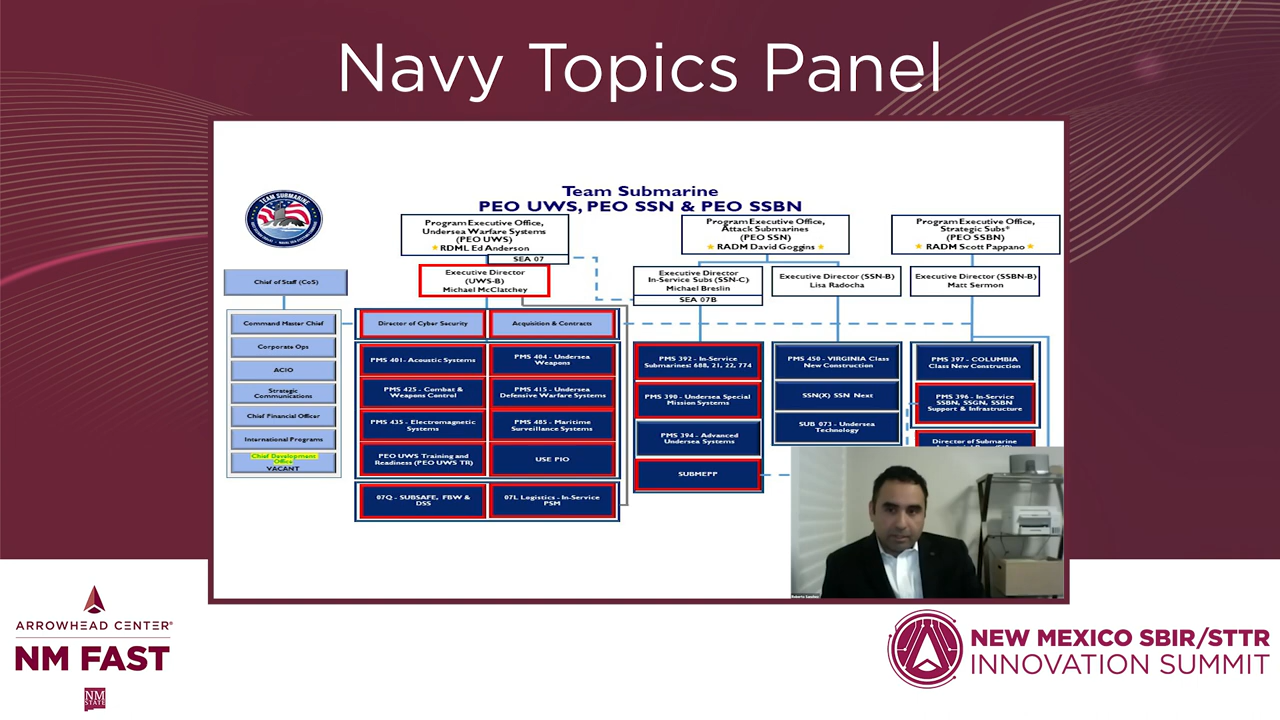 Navy Topics Panel
Team Submarine
PEO UWS, PEO SSN & PEO SSBN
TEAM SUBMARINE
Program Executive Office,
Undersea Warfare Systems
(PEO UWS)
RDML Ed Anderson
SEA 07
Program Executive Office,
Attack Submarines
(PEO SSN)
RADM David Goggins
Program Executive Office,
Strategic Subs*
(PEO SSBN)
RADM Scott Pappano
Chief of Staff (CoS)
Executive Director
(UWS-B)
Michael McClatchey
Executive Director
In-Service Subs (SSN-C)
Michael Breslin
SEA 07B
Executive Director (SSN-B)
Lisa Radocha
Executive Director (SSBN-B)
Matt Sermon
Command Master Chief
Corporate Ops
ACIO
Strategic
Communications
Chief Financial Officer
International Programs
Chief Development
Office
VACANT
Director of Cyber Security
Acquisition & Contracts
PMS 401- Acoustic Systems
PMS 404 - Undersea
Weapons
PMS 425 - Combat &
Weapons Control
PMS 415 - Undersea
Defensive Warfare Systems
PMS 435 - Electromagnetic
Systems
PMS 485 - Maritime
Surveillance Systems
PEO UWS Training and
Readiness (PEO UWS TR)
USE PIO
07Q - SUBSAFE, FBW &
DSS
07L Logistics - In-Service
PSM
PMS 392 - In-Service
Submarines: 688, 21, 22, 774
PMS 390 - Undersea Special
Mission Systems
PMS 394 - Advanced
Undersea Systems
SUBMEPP
PMS 450 - VIRGINIA Class
New Construction
SSN(X) SSN Next
SUB 073 - Undersea
Technology
PMS 397 - COLUMBIA
Class New Construction
PMS 396 - In-Service
SSBN, SSGN, SSBN
Support & Infrastructure
Director of Submarine
Roberto Sanchez
ARROWHEAD CENTER®
NM FAST
NM
STATE
NEW MEXICO SBIR/STTR
INNOVATION SUMMIT